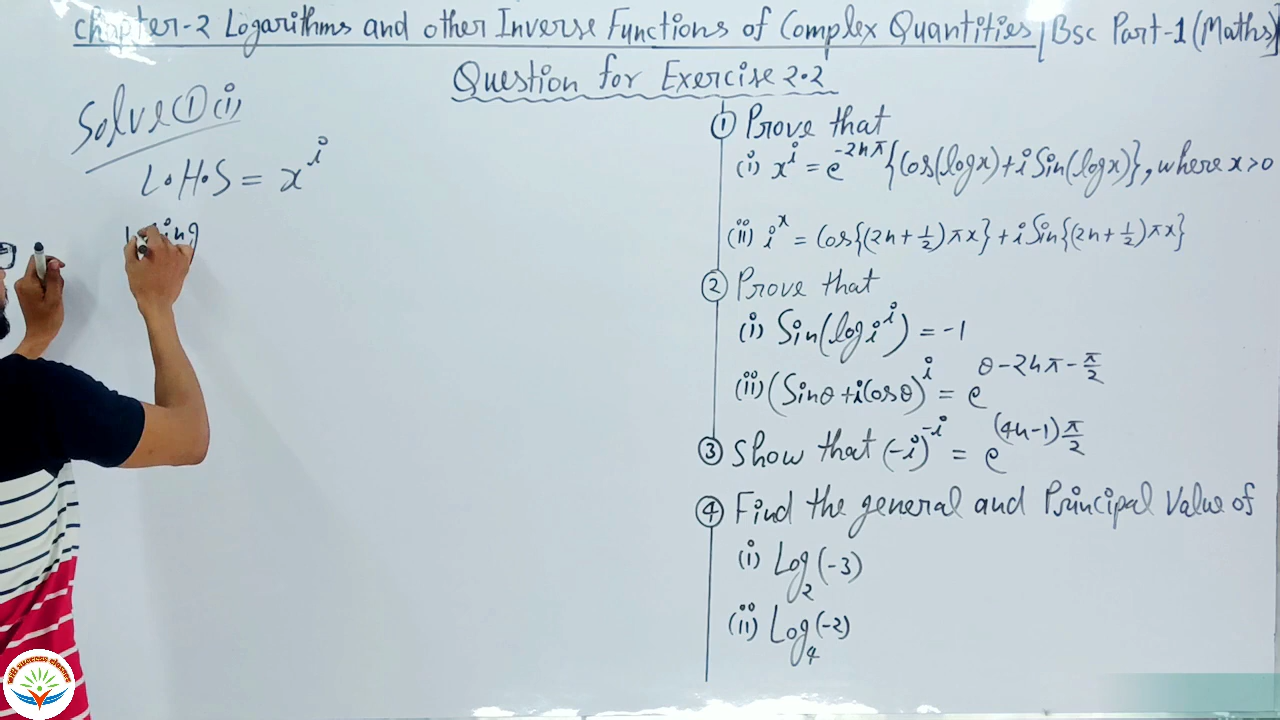 Chapter-2 Logarithms and other Inverse Functions of Complex Quantities / Bsc Part-1 (Maths)
Question for Exercise 2.2
Solve ① (i)
L.H.S = x^i
Using
① Prove that
(i) x^i = e^{-2nπ} {Cos(logx) + i Sin(logx)}, where x>0
(ii) i^x = Cos{(2n+1/2)πx} + i Sin{(2n+1/2)πx}
② Prove that
(i) Sin(log i^i) = -1
(ii) (Sinθ + i Cosθ)^i = e^{θ-2nπ-π/2}
③ Show that (-i)^{-i} = e^{(4n-1)π/2}
④ Find the general and Principal Value of
(i) Log_2(-3)
(ii) Log_4(-2)